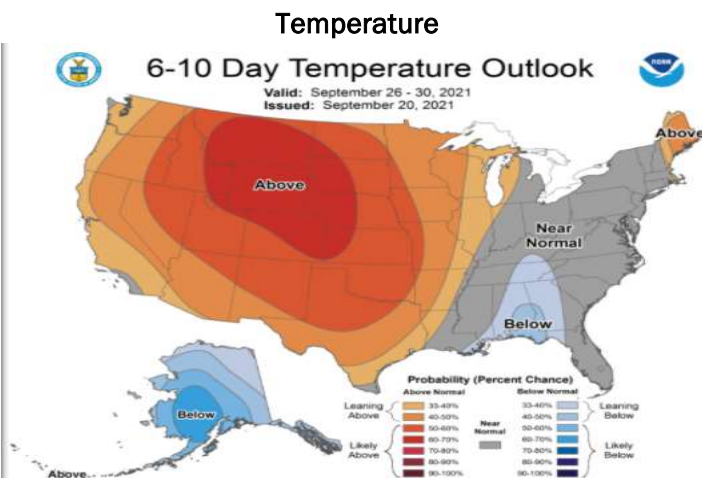 Temperature
6-10 Day Temperature Outlook
Valid: September 26 - 30, 2021
Issued: September 20, 2021
NOAA
Above
Above
Near
Normal
Below
Below
Above
Probability (Percent Chance)
Above Normal
Below Normal
Leaning
Above
33-40%
40-50%
Likely
Above
50-60%
60-70%
70-80%
80-90%
90-100%
Near
Normal
33-40%
40-50%
Leaning
Below
50-60%
60-70%
70-80%
80-90%
90-100%
Likely
Below